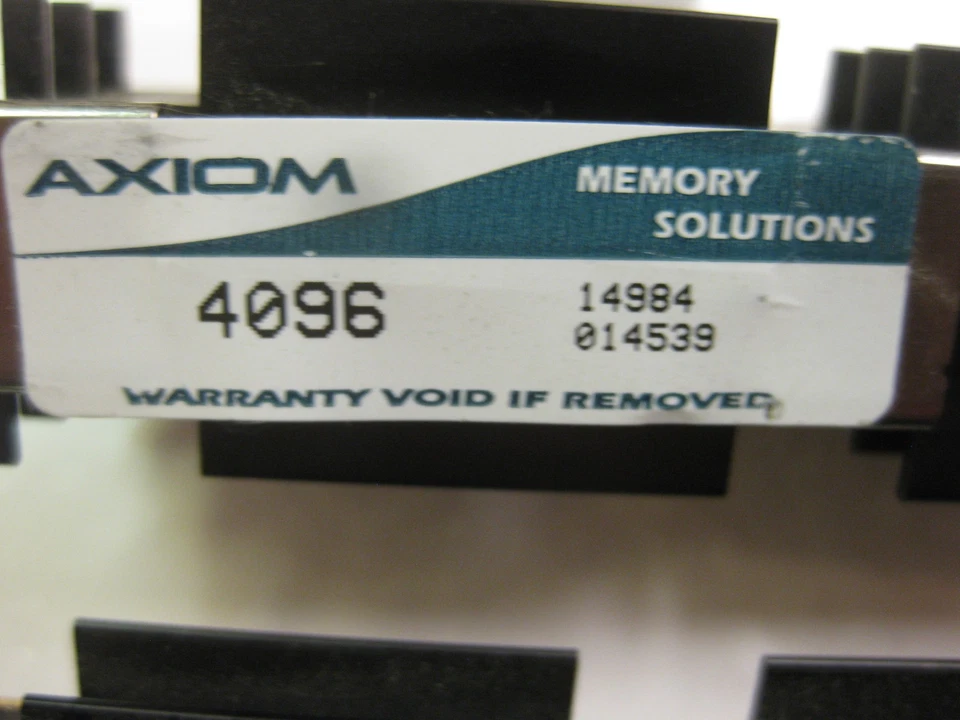 AXIOM
MEMORY
SOLUTIONS
4096
14984
014539
WARRANTY VOID IF REMOVED